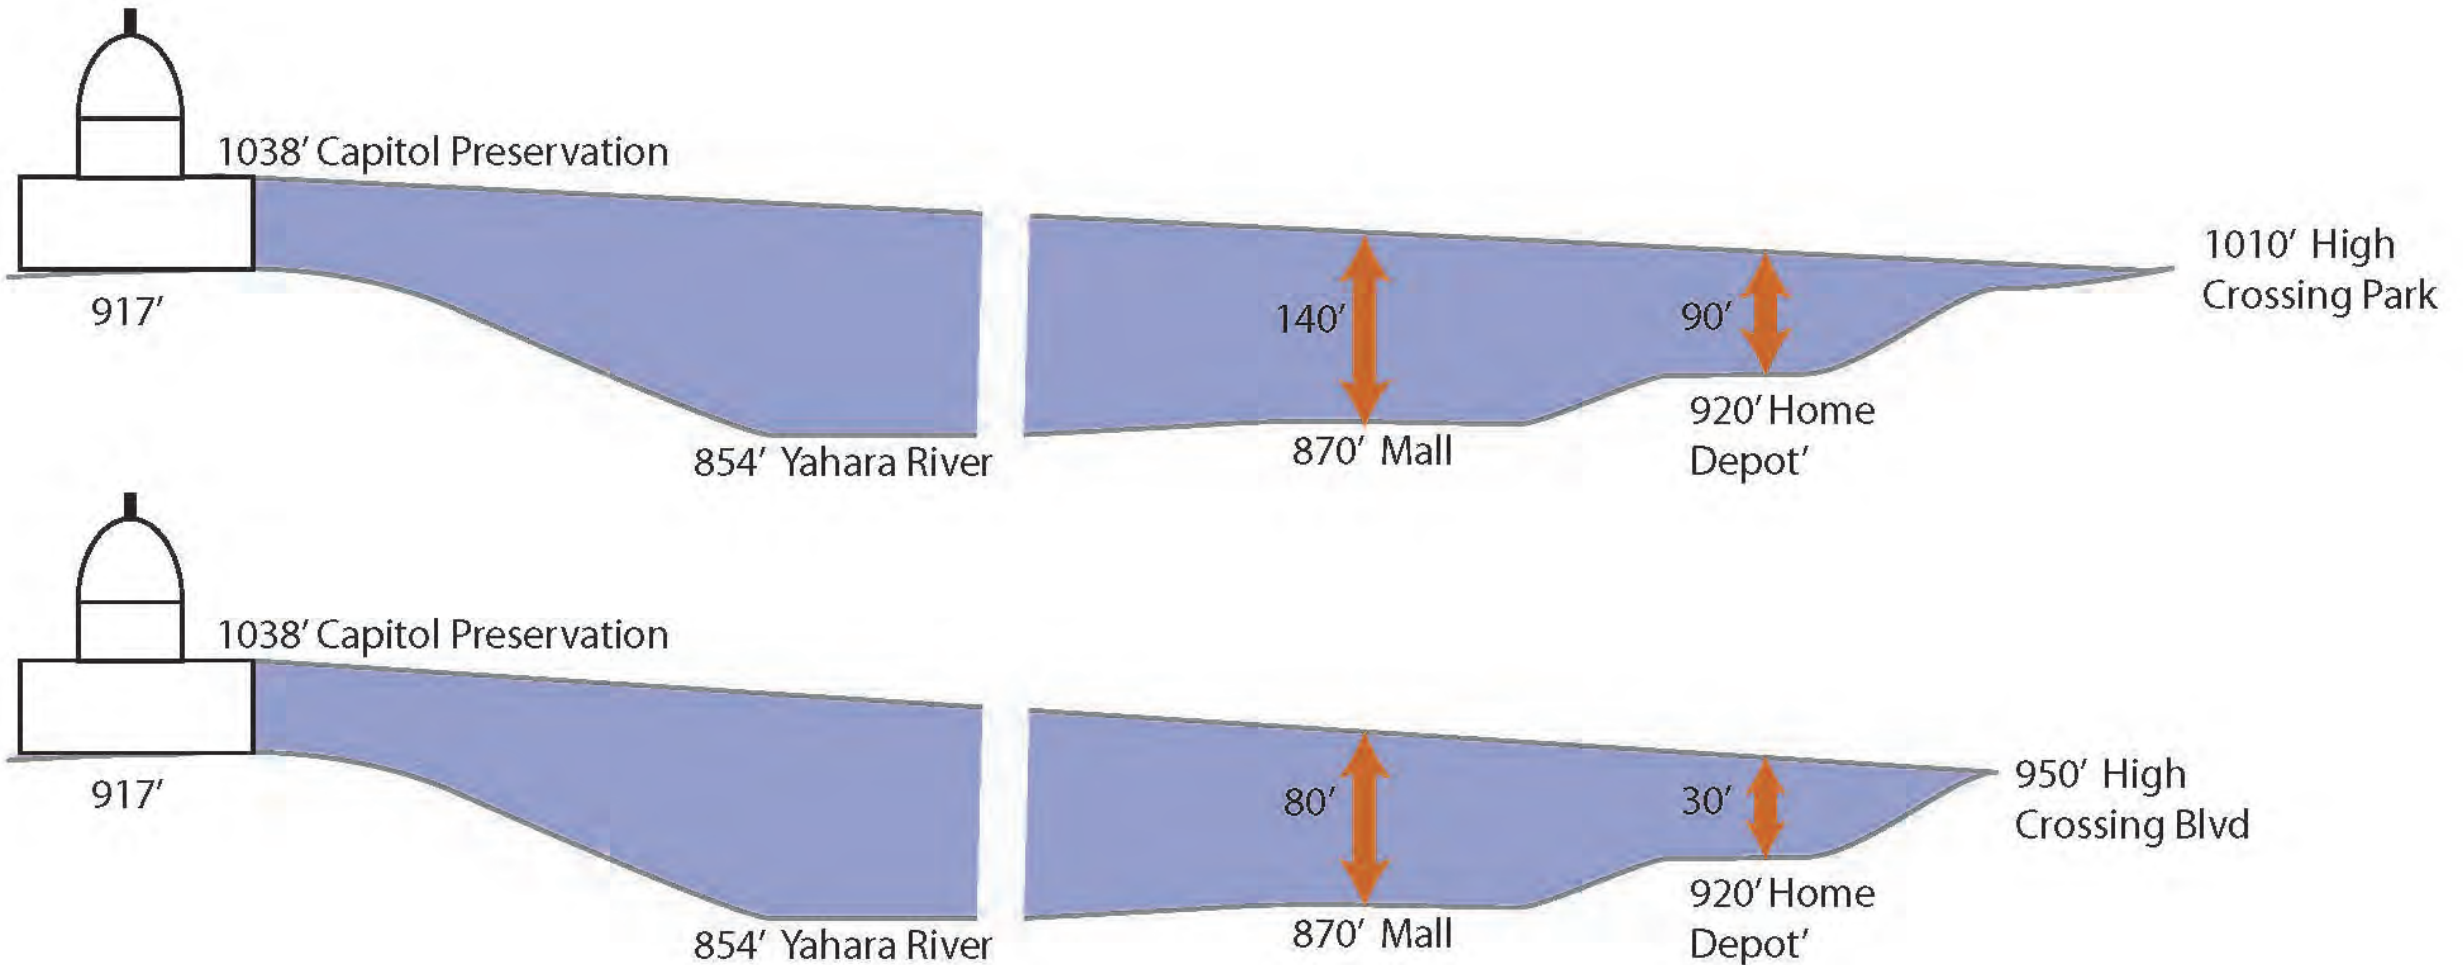 1038′ Capitol Preservation
917′
854′ Yahara River
140′
870′ Mall
90′
920′ Home
Depot′
1010′ High
Crossing Park
1038′ Capitol Preservation
917′
854′ Yahara River
80′
870′ Mall
30′
920′ Home
Depot′
950′ High
Crossing Blvd